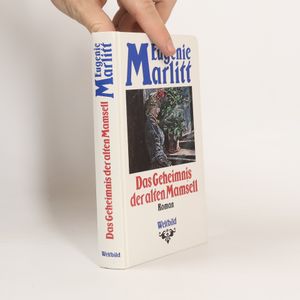 Eugenie
Marlitt
Das Geheimnis der alten Mamsell
Weltbild
Eugenie
Marlitt
Das Geheimnis
der alten Mamsell
Roman
Weltbild